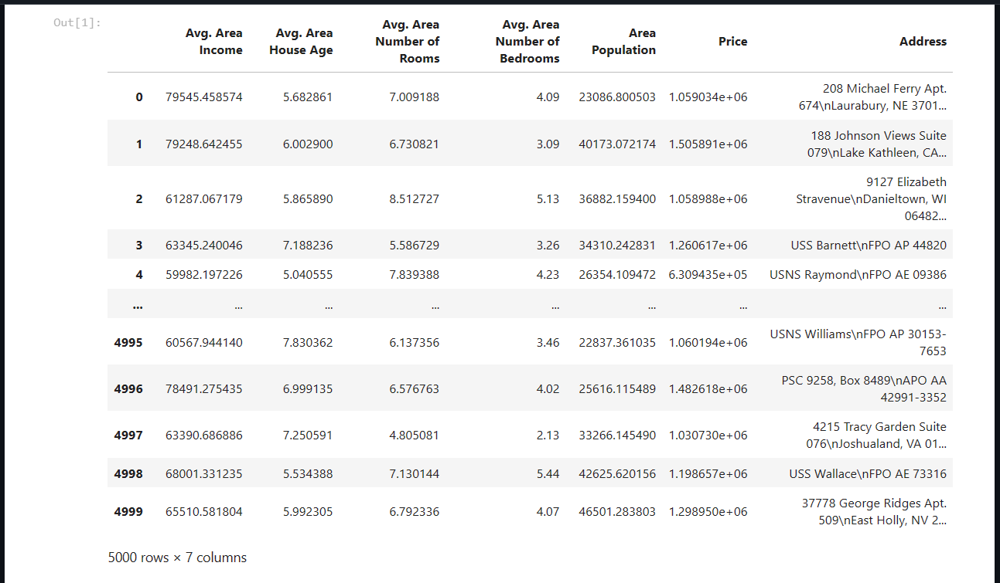 Out[1]:
Avg. Area Income Avg. Area House Age Avg. Area Number of Rooms Avg. Area Number of Bedrooms Area Population Price Address
0 79545.458574 5.682861 7.009188 4.09 23086.800503 1.059034e+06 208 Michael Ferry Apt. 674\nLaurabury, NE 3701...
1 79248.642455 6.002900 6.730821 3.09 40173.072174 1.505891e+06 188 Johnson Views Suite 079\nLake Kathleen, CA...
2 61287.067179 5.865890 8.512727 5.13 36882.159400 1.058988e+06 9127 Elizabeth Stravenue\nDanieltown, WI 06482...
3 63345.240046 7.188236 5.586729 3.26 34310.242831 1.260617e+06 USS Barnett\nFPO AP 44820
4 59982.197226 5.040555 7.839388 4.23 26354.109472 6.309435e+05 USNS Raymond\nFPO AE 09386
... ... ... ... ... ... ... ...
4995 60567.944140 7.830362 6.137356 3.46 22837.361035 1.060194e+06 USNS Williams\nFPO AP 30153-7653
4996 78491.275435 6.999135 6.576763 4.02 25616.115489 1.482618e+06 PSC 9258, Box 8489\nAPO AA 42991-3352
4997 63390.686886 7.250591 4.805081 2.13 33266.145490 1.030730e+06 4215 Tracy Garden Suite 076\nJoshualand, VA 01...
4998 68001.331235 5.534388 7.130144 5.44 42625.620156 1.198657e+06 USS Wallace\nFPO AE 73316
4999 65510.581804 5.992305 6.792336 4.07 46501.283803 1.298950e+06 37778 George Ridges Apt. 509\nEast Holly, NV 2...
5000 rows × 7 columns